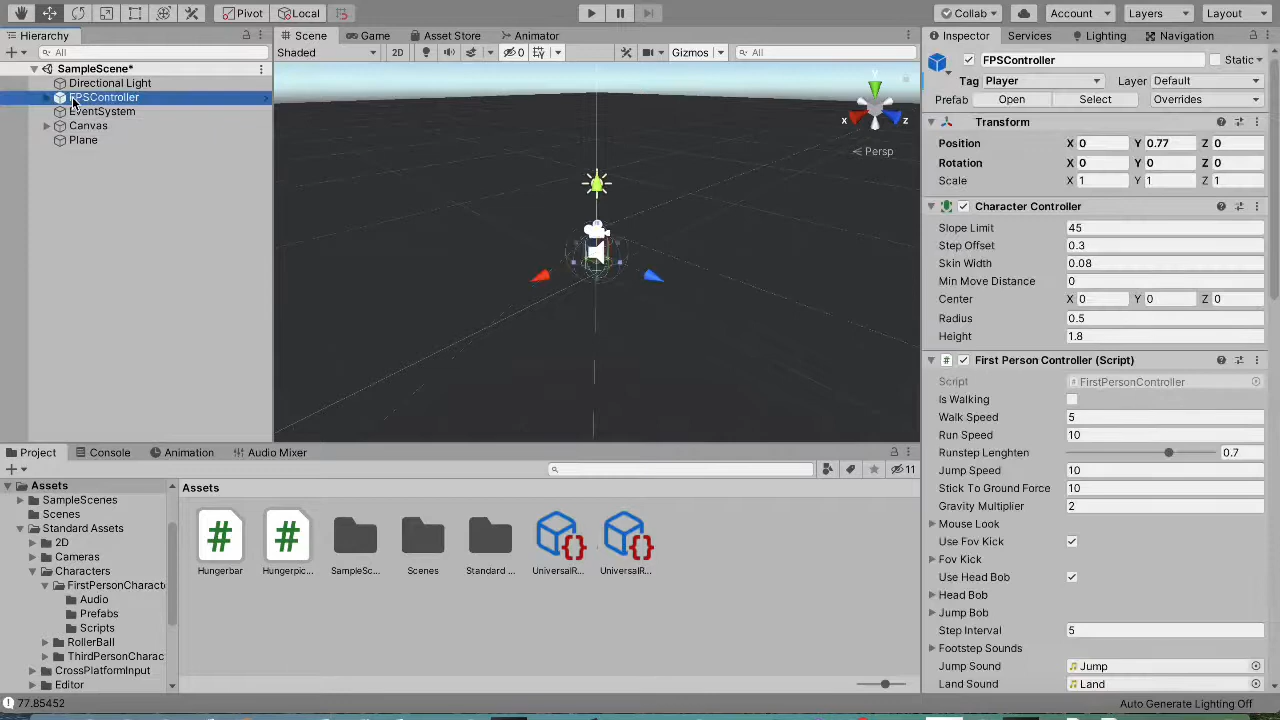 Pivot
Local
Collab
Account
Layers
Layout
Hierarchy
All
SampleScene*
Directional Light
FPSController
EventSystem
Canvas
Plane
Scene
Game
Asset Store
Animator
Shaded
2D
0
Gizmos
All
Y
X
Z
Persp
Inspector
Services
Lighting
Navigation
FPSController
Static
Tag Player
Layer Default
Prefab Open Select Overrides
Transform
Position X 0 Y 0.77 Z 0
Rotation X 0 Y 0 Z 0
Scale X 1 Y 1 Z 1
Character Controller
Slope Limit 45
Step Offset 0.3
Skin Width 0.08
Min Move Distance 0
Center X 0 Y 0 Z 0
Radius 0.5
Height 1.8
# First Person Controller (Script)
Script # FirstPersonController
Is Walking
Walk Speed 5
Run Speed 10
Runstep Lenghten 0.7
Jump Speed 10
Stick To Ground Force 10
Gravity Multiplier 2
Mouse Look
Use Fov Kick
Fov Kick
Use Head Bob
Head Bob
Jump Bob
Step Interval 5
Footstep Sounds
Jump Sound Jump
Land Sound Land
Project
Console
Animation
Audio Mixer
11
Assets
SampleScenes
Scenes
Standard Assets
2D
Cameras
Characters
FirstPersonCharact
Audio
Prefabs
Scripts
RollerBall
ThirdPersonCharac
CrossPlatformInput
Editor
Assets
#
Hungerbar
#
Hungerpic...
SampleSc...
Scenes
Standard ...
{}
UniversalR...
{}
UniversalR...
77.85452
Auto Generate Lighting Off